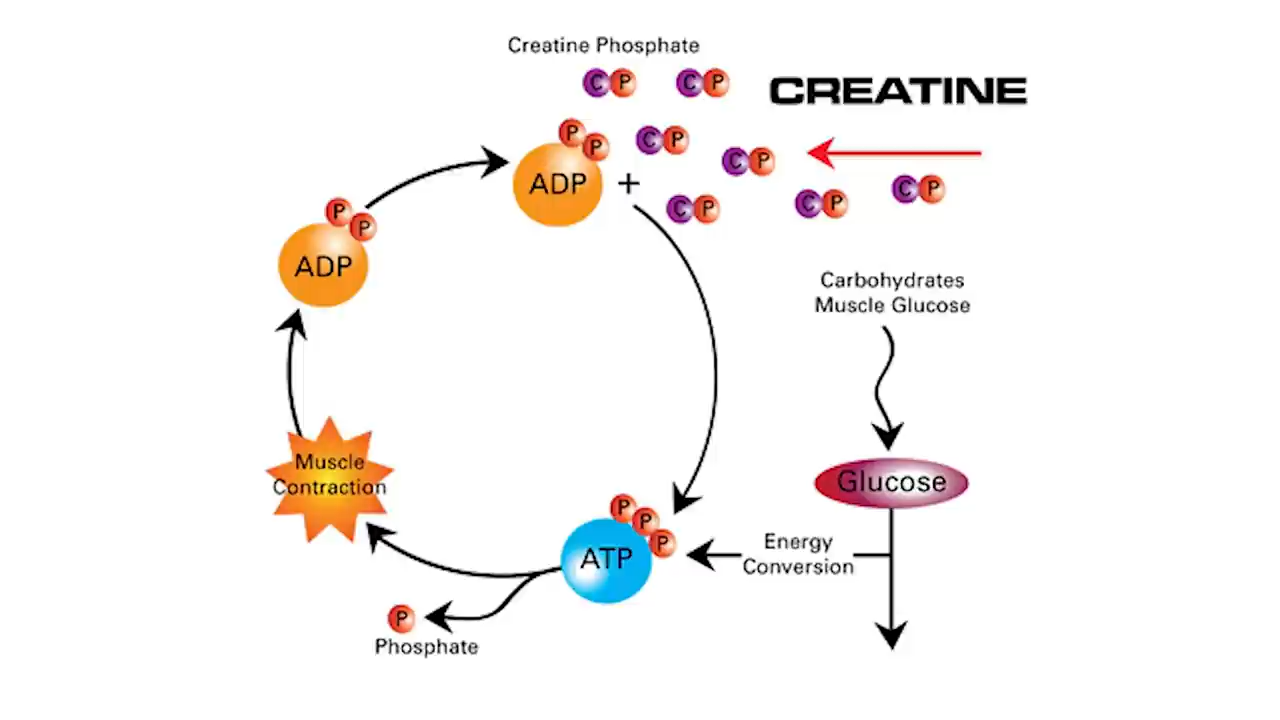 Creatine Phosphate
C P C P
CREATINE
P P
C P
C P
ADP +
C P
C P
C P
P P
ADP
Carbohydrates
Muscle Glucose
Muscle
Contraction
Glucose
P P P
ATP
Energy
Conversion
P
Phosphate